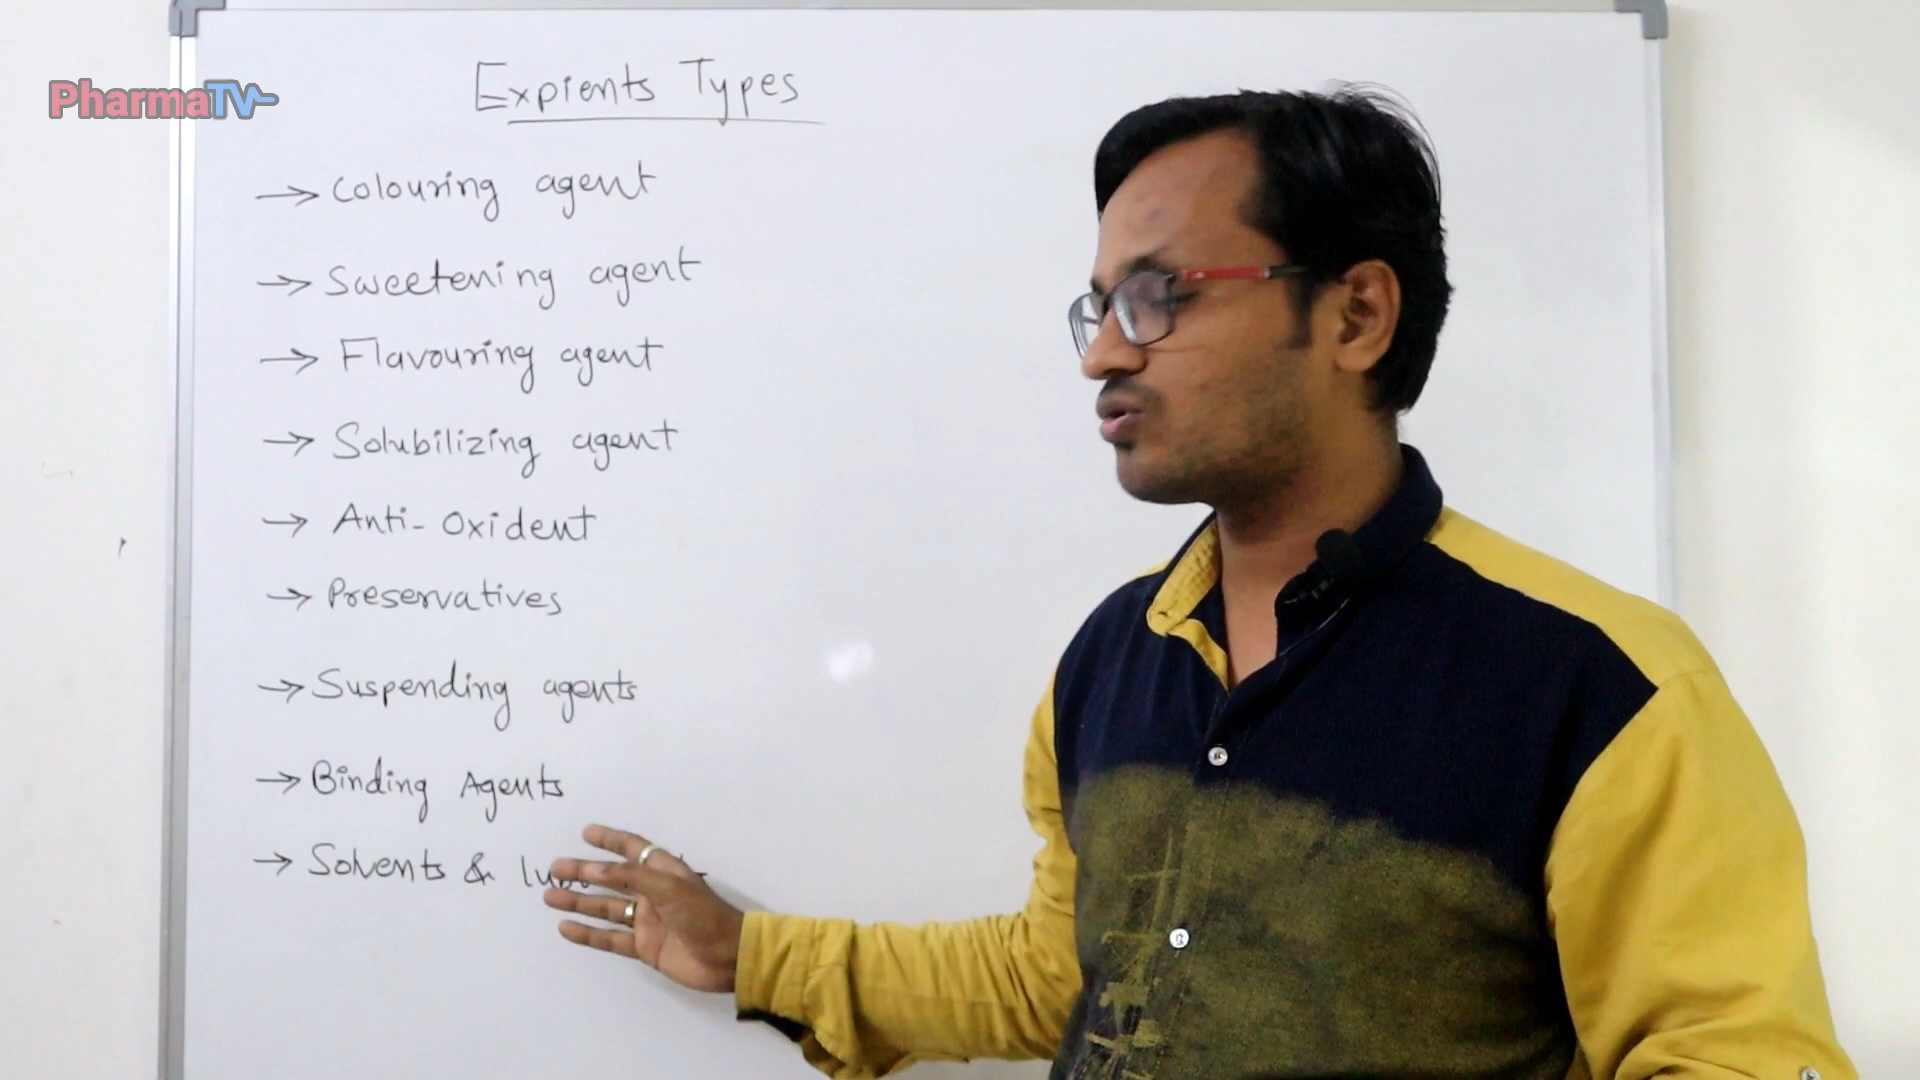 PharmaTV
Expients Types
→ Colouring agent
→ Sweetening agent
→ Flavouring agent
→ Solubilizing agent
→ Anti-Oxident
→ Preservatives
→ Suspending agents
→ Binding Agents
→ Solvents &